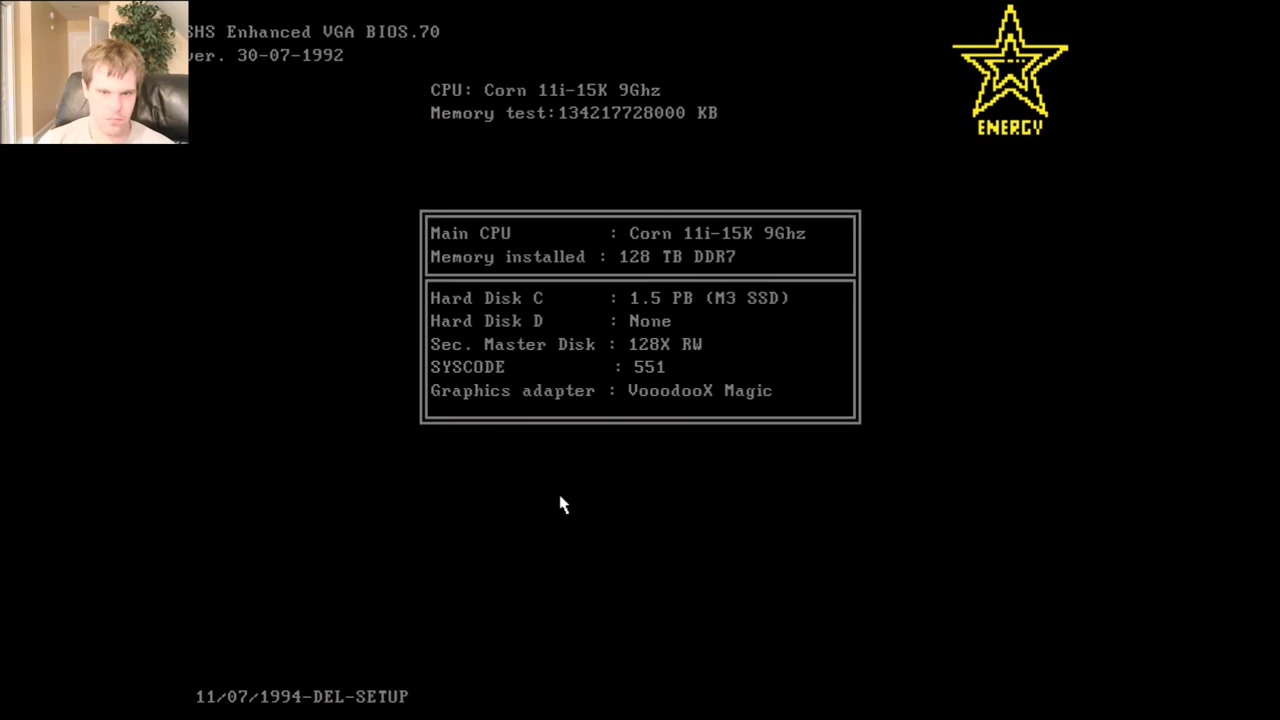 SHS Enhanced VGA BIOS.70
ver. 30-07-1992
ENERGY
CPU: Corn 11i-15K 9Ghz
Memory test:134217728000 KB
Main CPU : Corn 11i-15K 9Ghz
Memory installed : 128 TB DDR7
Hard Disk C : 1.5 PB (M3 SSD)
Hard Disk D : None
Sec. Master Disk : 128X RW
SYSCODE : 551
Graphics adapter : VooodooX Magic
11/07/1994-DEL-SETUP